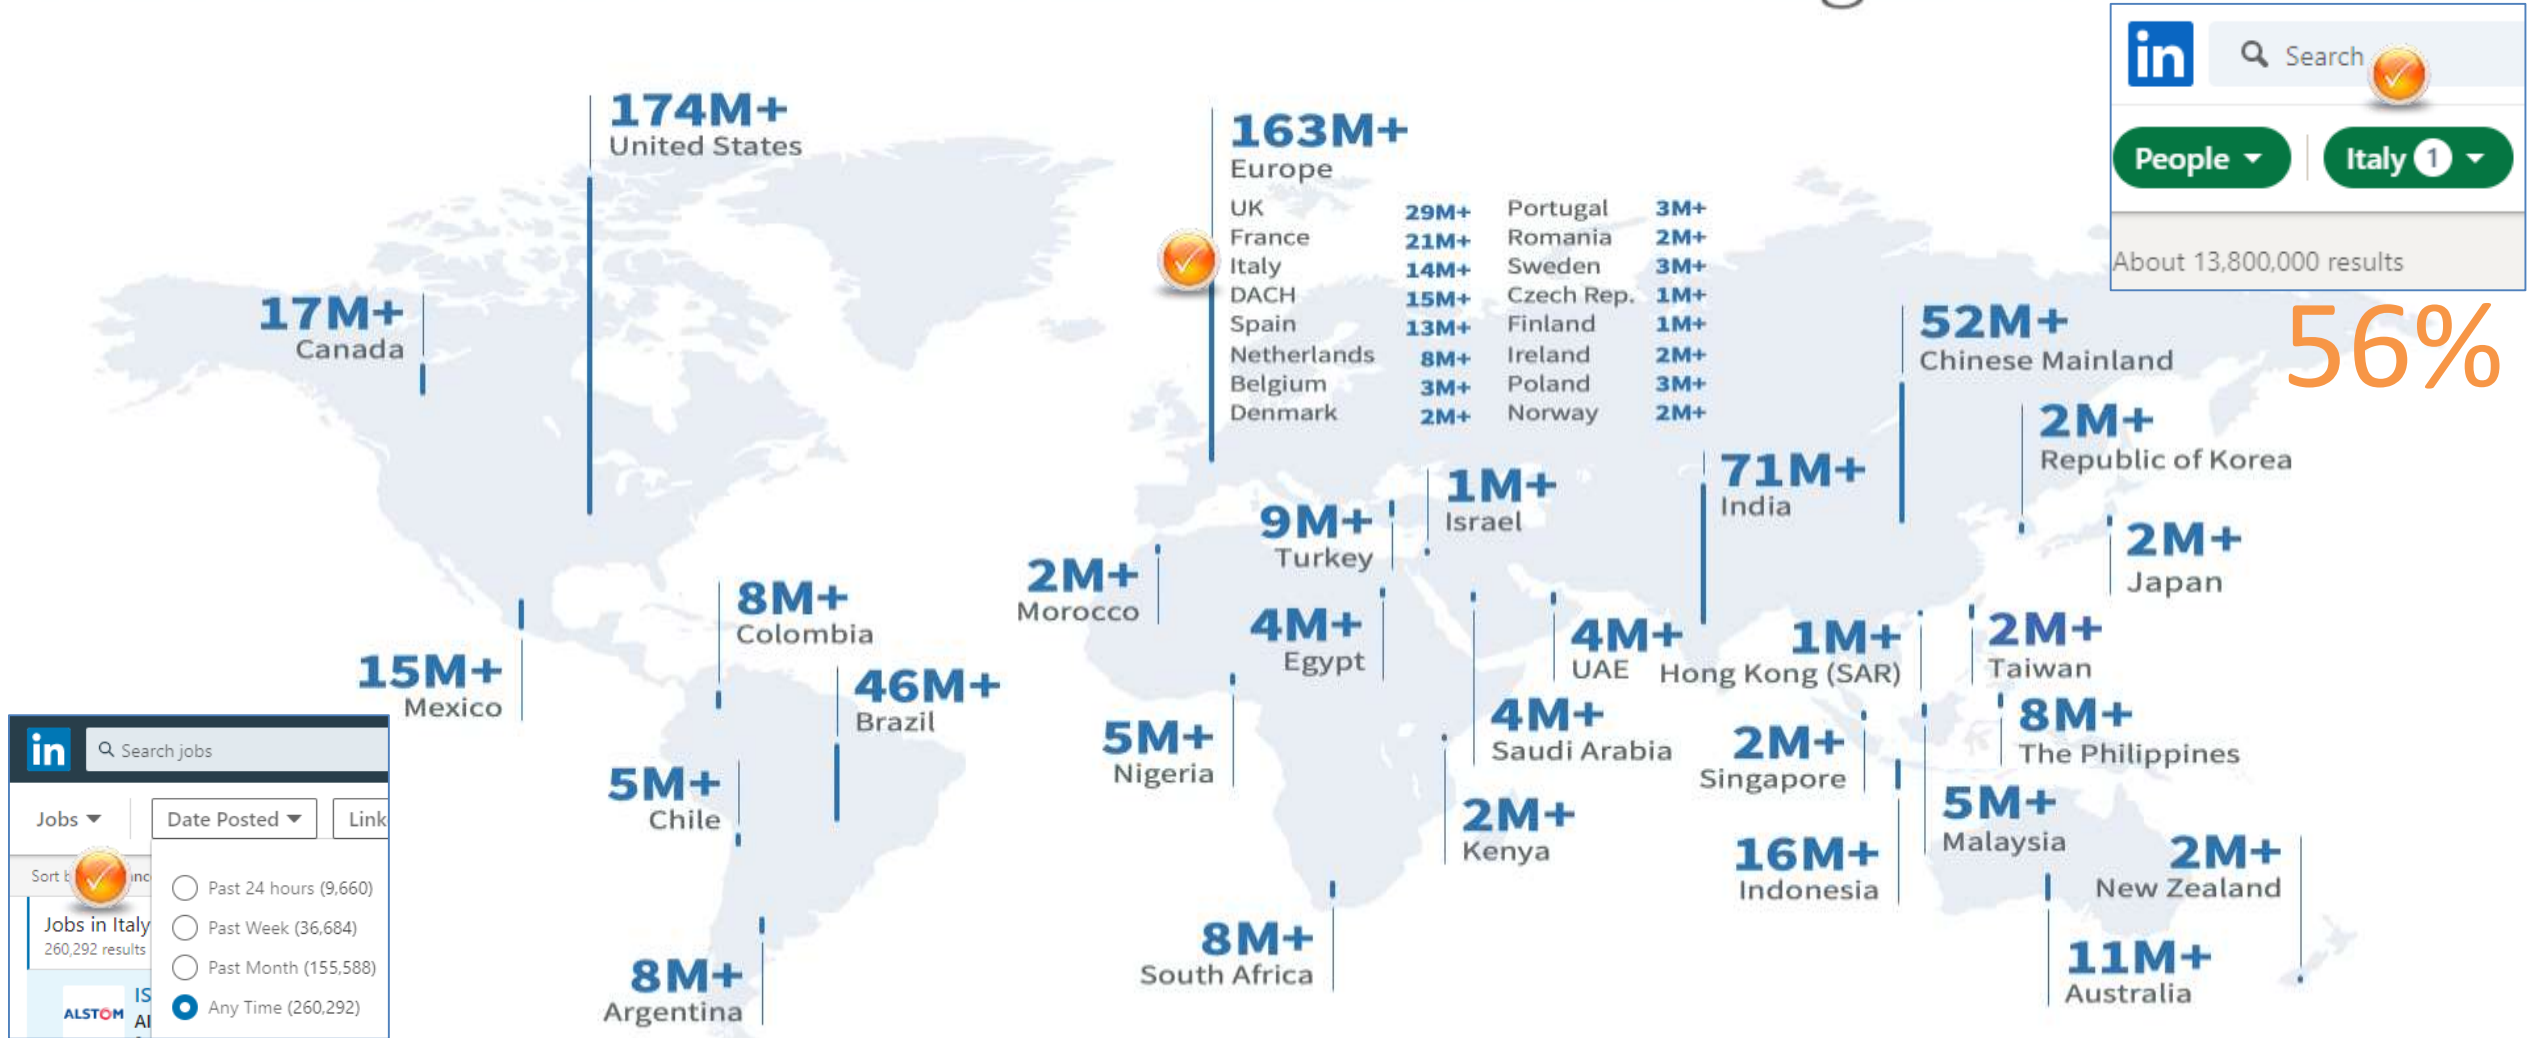 174M+
United States
17M+
Canada
15M+
Mexico
8M+
Colombia
46M+
Brazil
5M+
Chile
8M+
Argentina
163M+
Europe
UK 29M+ Portugal 3M+
France 21M+ Romania 2M+
Italy 14M+ Sweden 3M+
DACH 15M+ Czech Rep. 1M+
Spain 13M+ Finland 1M+
Netherlands 8M+ Ireland 2M+
Belgium 3M+ Poland 3M+
Denmark 2M+ Norway 2M+
1M+
Israel
9M+
Turkey
2M+
Morocco
4M+
Egypt
5M+
Nigeria
4M+
UAE
4M+
Saudi Arabia
2M+
Kenya
8M+
South Africa
71M+
India
52M+
Chinese Mainland
2M+
Republic of Korea
2M+
Japan
1M+
Hong Kong (SAR)
2M+
Taiwan
8M+
The Philippines
2M+
Singapore
5M+
Malaysia
16M+
Indonesia
2M+
New Zealand
11M+
Australia
in Search
People Italy 1
About 13,800,000 results
56%
in Search jobs
Jobs Date Posted Link
Sort
Past 24 hours (9,660)
Jobs in Italy
Past Week (36,684)
260,292 results
Past Month (155,588)
IS
ALSTOM Al
Any Time (260,292)